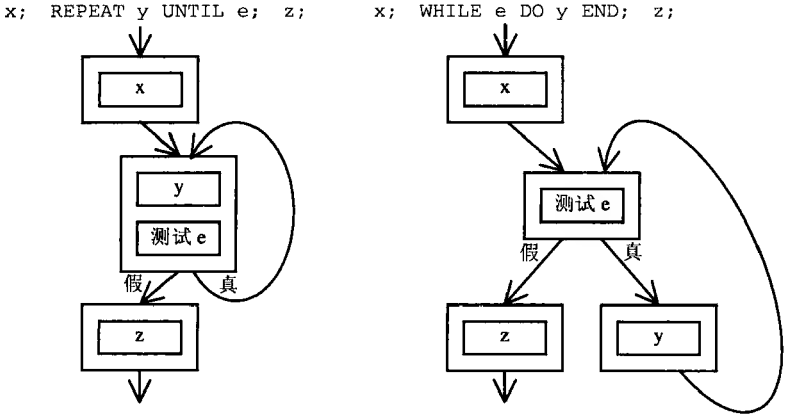 x; REPEAT y UNTIL e; z;
x
y
测试 e
假 真
z
x; WHILE e DO y END; z;
x
测试 e
假 真
z y